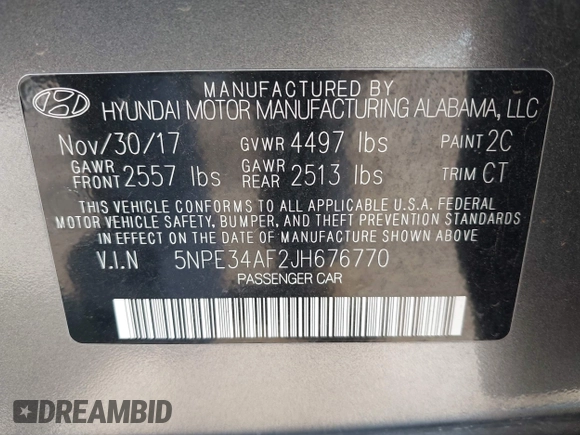 MANUFACTURED BY
HYUNDAI MOTOR MANUFACTURING ALABAMA, LLC
Nov/30/17 GVWR 4497 lbs PAINT 2C
GAWR FRONT 2557 lbs GAWR REAR 2513 lbs TRIM CT
THIS VEHICLE CONFORMS TO ALL APPLICABLE U.S.A. FEDERAL
MOTOR VEHICLE SAFETY, BUMPER, AND THEFT PREVENTION STANDARDS
IN EFFECT ON THE DATE OF MANUFACTURE SHOWN ABOVE
V.I.N 5NPE34AF2JH676770
PASSENGER CAR
DREAMBID